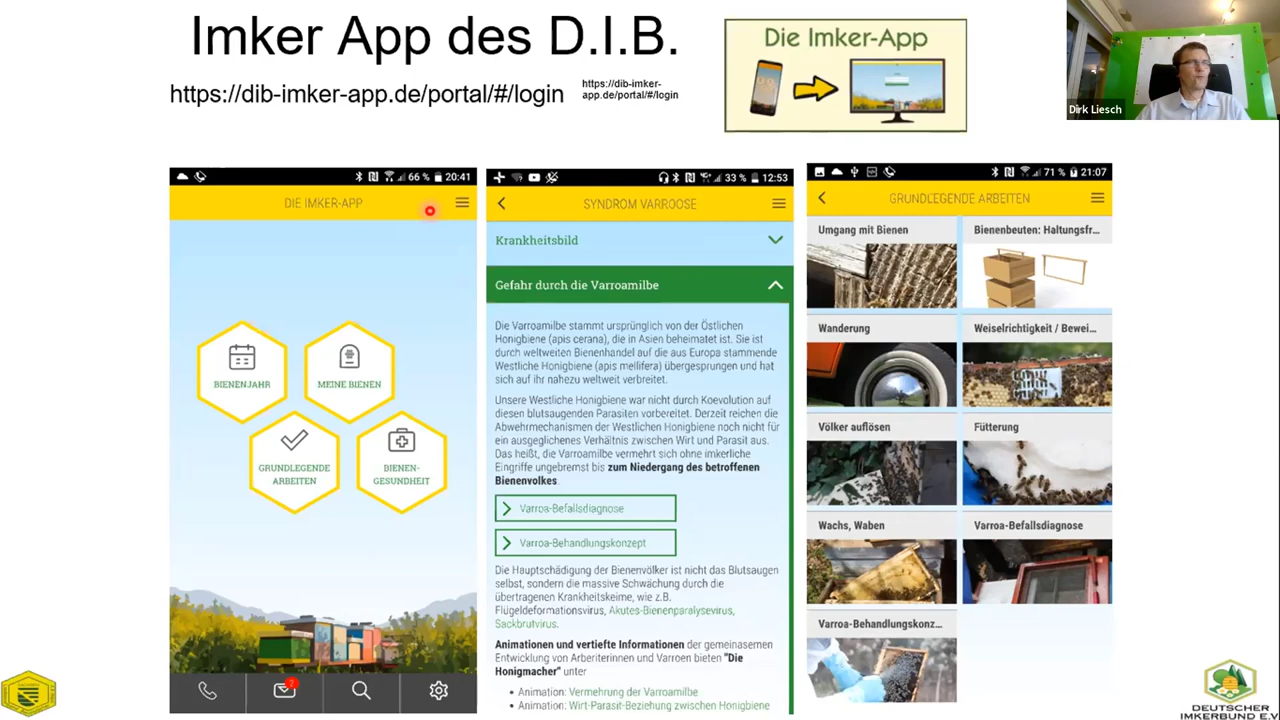 Imker App des D.I.B.
https://dib-imker-app.de/portal/#/login
https://dib-imker-
app.de/portal/#/login
Die Imker-App
Dirk Liesch
66 % 20:41
DIE IMKER-APP
BIENENJAHR
MEINE BIENEN
GRUNDLEGENDE
ARBEITEN
BIENEN-
GESUNDHEIT
33 % 12:53
SYNDROM VARROOSE
Krankheitsbild
Gefahr durch die Varroamilbe
Die Varroamilbe stammt ursprünglich von der Östlichen
Honigbiene (apis cerana), die in Asien beheimatet ist. Sie ist
durch weltweiten Bienenhandel auf die aus Europa stammende
Westliche Honigbiene (apis mellifera) übergesprungen und hat
sich auf ihr nahezu weltweit verbreitet.
Unsere Westliche Honigbiene war nicht durch Koevolution auf
diesen blutsaugenden Parasiten vorbereitet. Derzeit reichen die
Abwehrmechanismen der Westlichen Honigbiene noch nicht für
ein ausgeglichenes Verhältnis zwischen Wirt und Parasit aus.
Das heißt, die Varroamilbe vermehrt sich ohne imkerliche
Eingriffe ungebremst bis zum Niedergang des betroffenen
Bienenvolkes.
Varroa-Befallsdiagnose
Varroa-Behandlungskonzept
Die Hauptschädigung der Bienenvölker ist nicht das Blutsaugen
selbst, sondern die massive Schwächung durch die
übertragenen Krankheitskeime, wie z.B.
Flügeldeformationsvirus, Akutes-Bienenparalysevirus,
Sackbrutvirus.
Animationen und vertiefte Informationen der gemeinasemen
Entwicklung von Arbeiterinnen und Varroen bieten "Die
Honigmacher" unter
• Animation: Vermehrung der Varroamilbe
• Animation: Wirt-Parasit-Beziehung zwischen Honigbiene
71 % 21:07
GRUNDLEGENDE ARBEITEN
Umgang mit Bienen
Bienenbeuten: Haltungsfr...
Wanderung
Weiselrichtigkeit / Bewei...
Völker auflösen
Fütterung
Wachs, Waben
Varroa-Befallsdiagnose
Varroa-Behandlungskonz...
DEUTSCHER
IMKERBUND E.V.